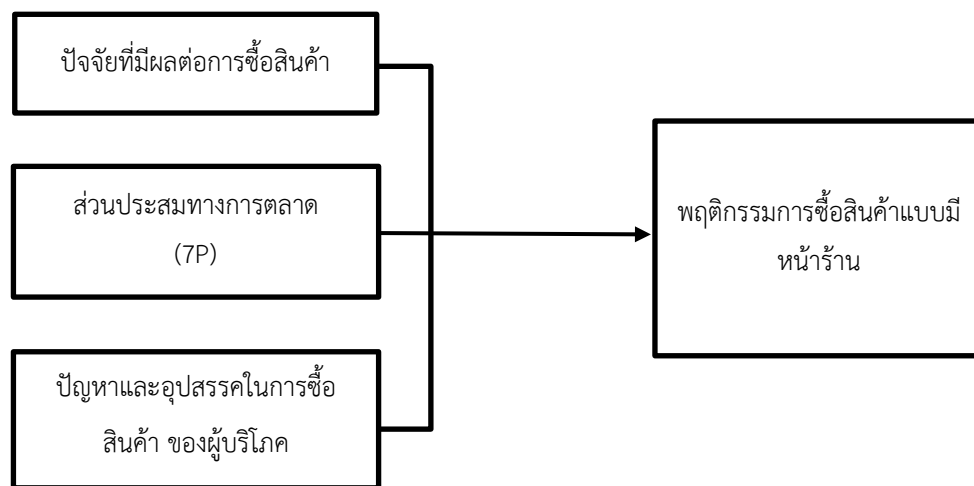 ปัจจัยที่มีผลต่อการซื้อสินค้า
ส่วนประสมทางการตลาด
(7P)
ปัญหาและอุปสรรคในการซื้อ
สินค้า ของผู้บริโภค
พฤติกรรมการซื้อสินค้าแบบมี
หน้าร้าน